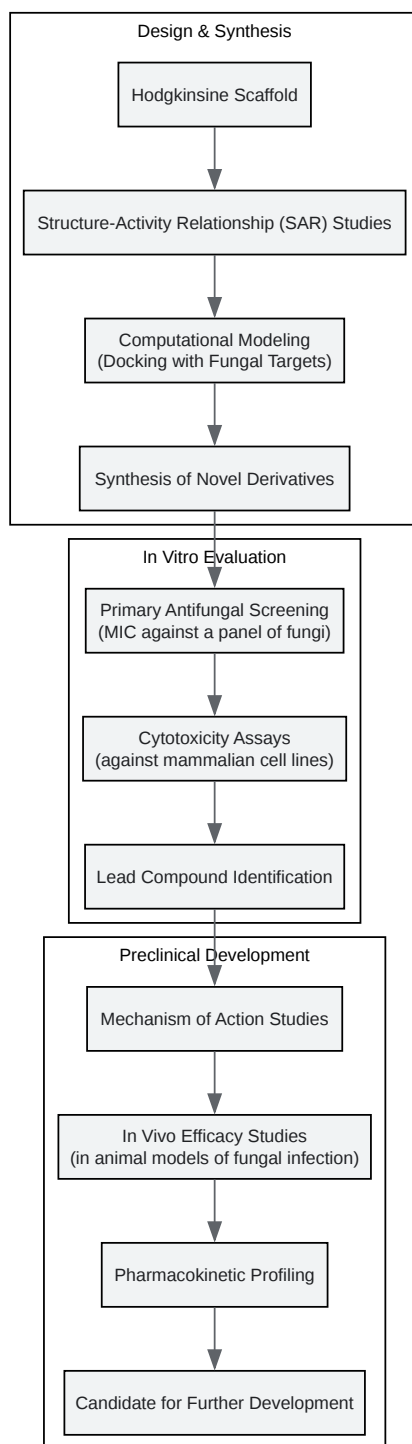 Design & Synthesis
Hodgkinsine Scaffold
Structure-Activity Relationship (SAR) Studies
Computational Modeling
(Docking with Fungal Targets)
Synthesis of Novel Derivatives
In Vitro Evaluation
Primary Antifungal Screening
(MIC against a panel of fungi)
Cytotoxicity Assays
(against mammalian cell lines)
Lead Compound Identification
Preclinical Development
Mechanism of Action Studies
In Vivo Efficacy Studies
(in animal models of fungal infection)
Pharmacokinetic Profiling
Candidate for Further Development